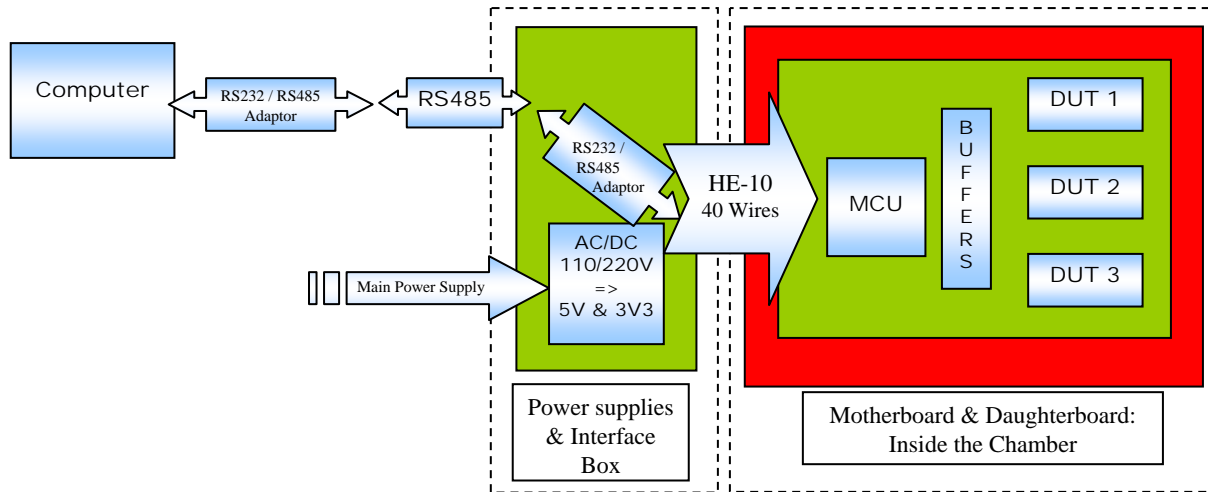 Computer
RS232 / RS485
Adaptor
RS485
RS232 /
RS485
Adaptor
HE-10
40 Wires
MCU
B
U
F
F
E
R
S
DUT 1
DUT 2
DUT 3
Main Power Supply
AC/DC
110/220V
=>
5V & 3V3
Power supplies
& Interface
Box
Motherboard & Daughterboard:
Inside the Chamber